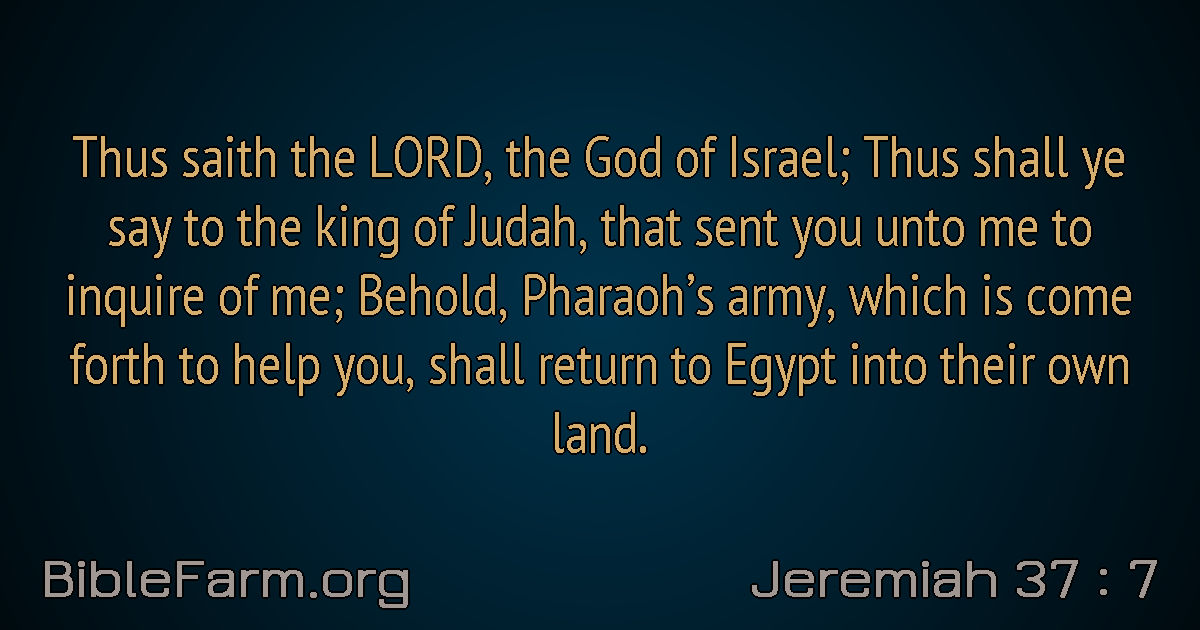 Thus saith the LORD, the God of Israel; Thus shall ye
say to the king of Judah, that sent you unto me to
inquire of me; Behold, Pharaoh’s army, which is come
forth to help you, shall return to Egypt into their own
land.
BibleFarm.org
Jeremiah 37 : 7